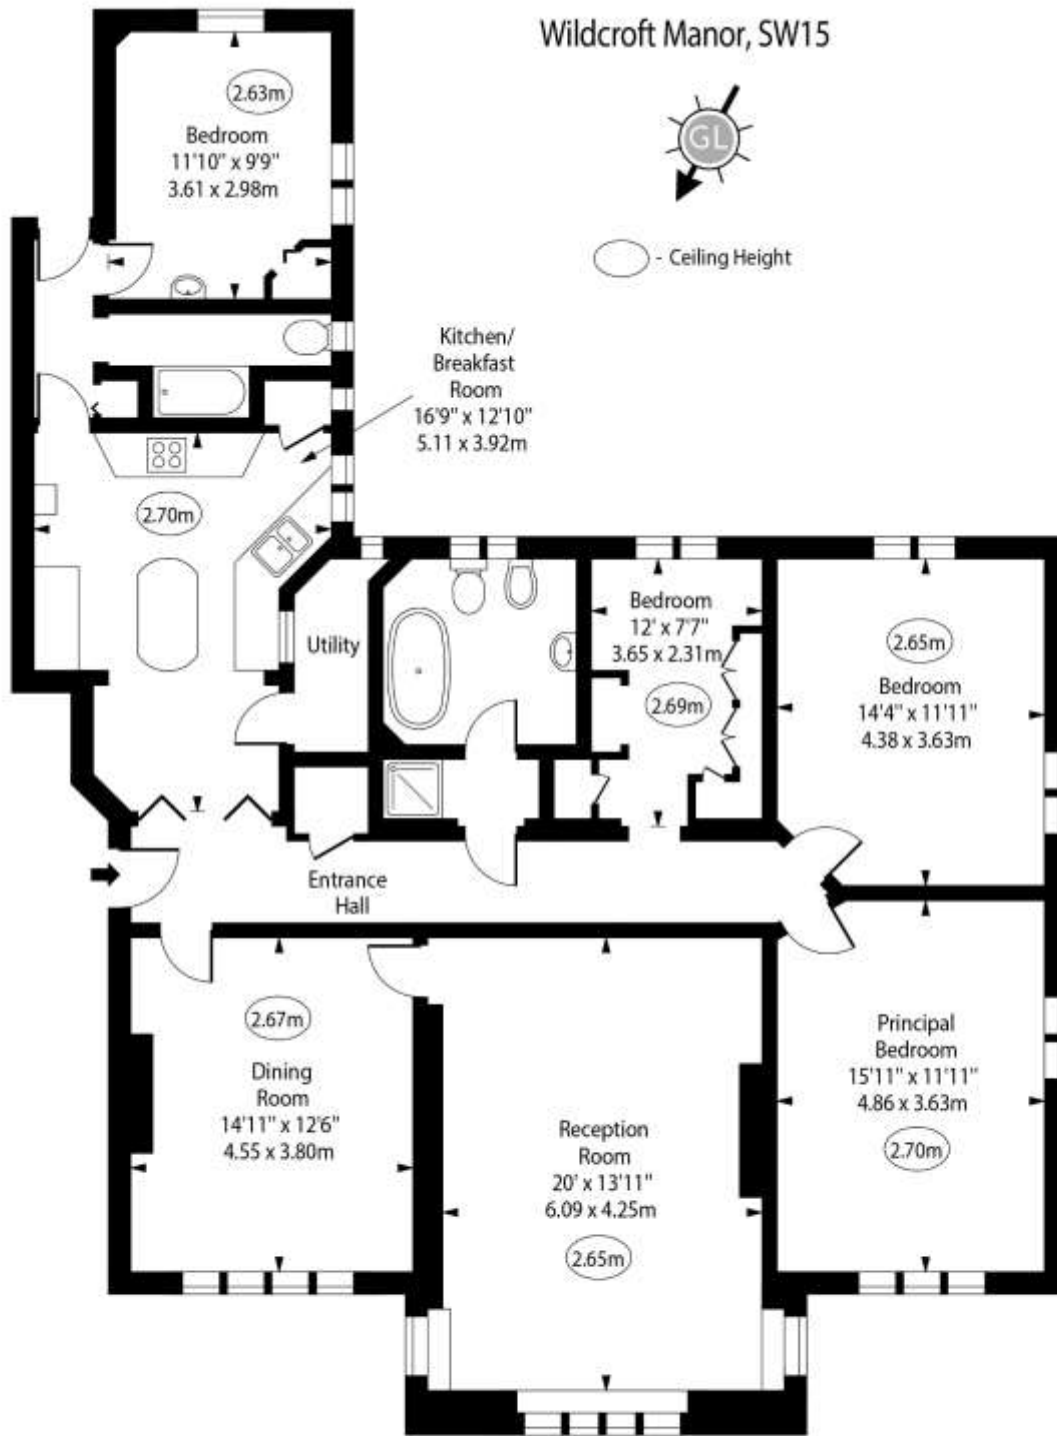 Wildcroft Manor, SW15
GL
- Ceiling Height
2.63m
Bedroom
11'10" x 9'9"
3.61 x 2.98m
Kitchen/
Breakfast
Room
16'9" x 12'10"
5.11 x 3.92m
2.70m
Utility
Bedroom
12' x 7'7"
3.65 x 2.31m
2.69m
2.65m
Bedroom
14'4" x 11'11"
4.38 x 3.63m
Entrance
Hall
2.67m
Dining
Room
14'11" x 12'6"
4.55 x 3.80m
Reception
Room
20' x 13'11"
6.09 x 4.25m
2.65m
Principal
Bedroom
15'11" x 11'11"
4.86 x 3.63m
2.70m